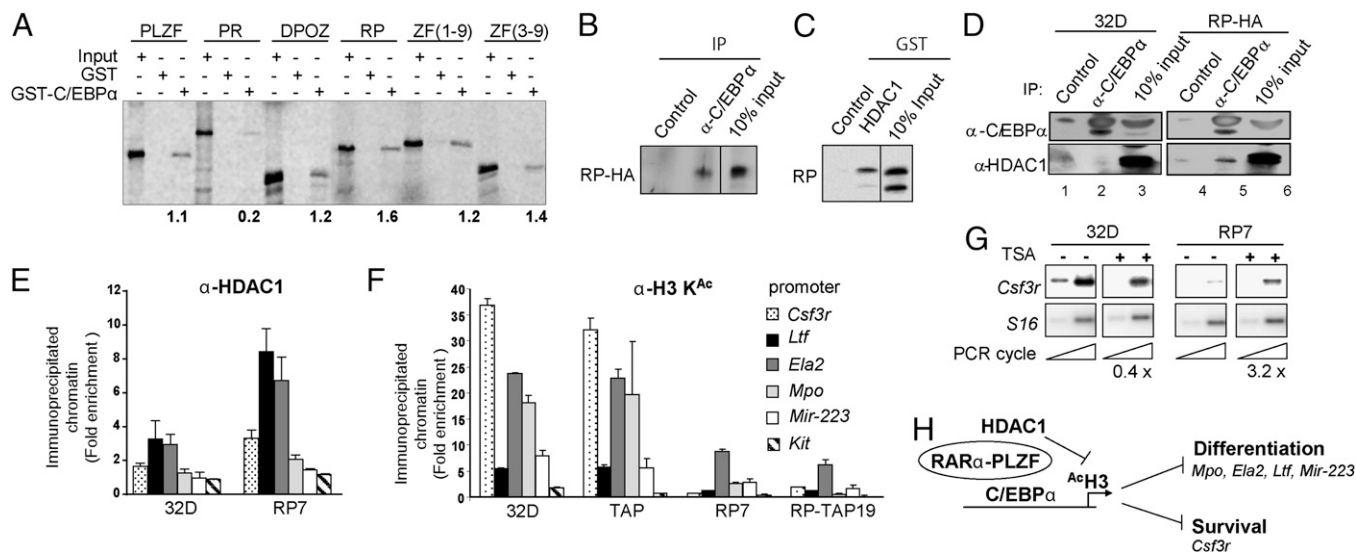 A
PLZF PR DPOZ RP ZF(1-9) ZF(3-9)
Input + - - + - - + - - + - - + - - + - -
GST - + - - + - - + - - + - - + - - + -
GST-C/EBPα - - + - - + - - + - - + - - + - - +
1.1 0.2 1.2 1.6 1.2 1.4
B
IP
Control
α-C/EBPα
10% input
RP-HA
C
GST
Control
HDAC1
10% Input
RP
D
32D RP-HA
IP:
Control
α-C/EBPα
10% input
Control
α-C/EBPα
10% input
α-C/EBPα
αHDAC1
1 2 3 4 5 6
E
α-HDAC1
Immunoprecipitated
chromatin
(Fold enrichment)
12
10
8
6
4
2
0
32D RP7
F
α-H3 KAc
Immunoprecipitated
chromatin
(Fold enrichment)
40
35
30
25
20
15
10
5
0
32D TAP RP7 RP-TAP19
promoter
Csf3r
Ltf
Ela2
Mpo
Mir-223
Kit
G
32D RP7
TSA - - + + - - + +
Csf3r
S16
PCR cycle
0.4 x 3.2 x
H
HDAC1
RARα-PLZF
C/EBPα
AcH3
Differentiation
Mpo, Ela2, Ltf, Mir-223
Survival
Csf3r